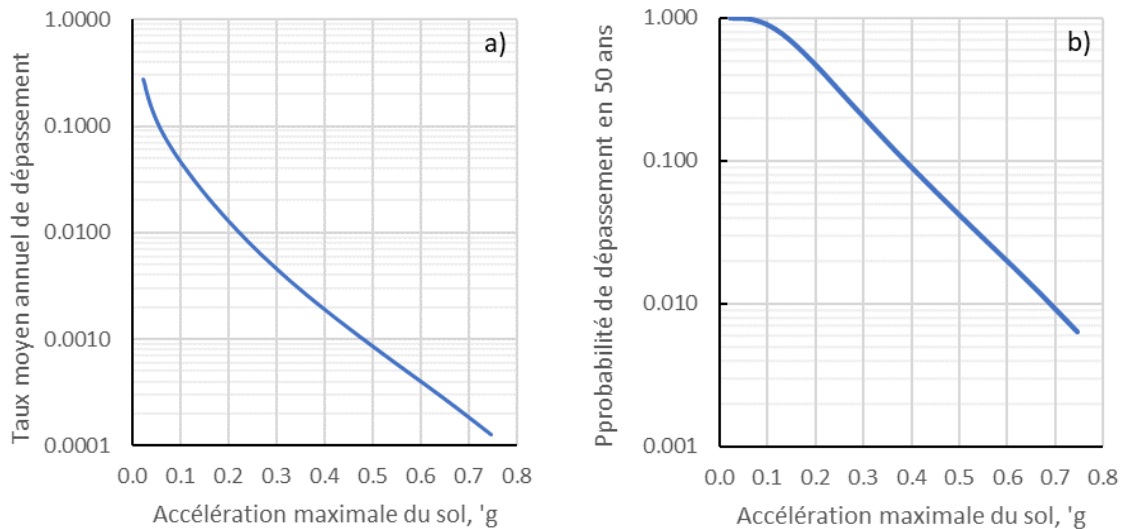 a)
Taux moyen annuel de dépassement
1.0000
0.1000
0.0100
0.0010
0.0001
0.0 0.1 0.2 0.3 0.4 0.5 0.6 0.7 0.8
Accélération maximale du sol, 'g
b)
Pprobabilité de dépassement en 50 ans
1.000
0.100
0.010
0.001
0.0 0.1 0.2 0.3 0.4 0.5 0.6 0.7 0.8
Accélération maximale du sol, 'g